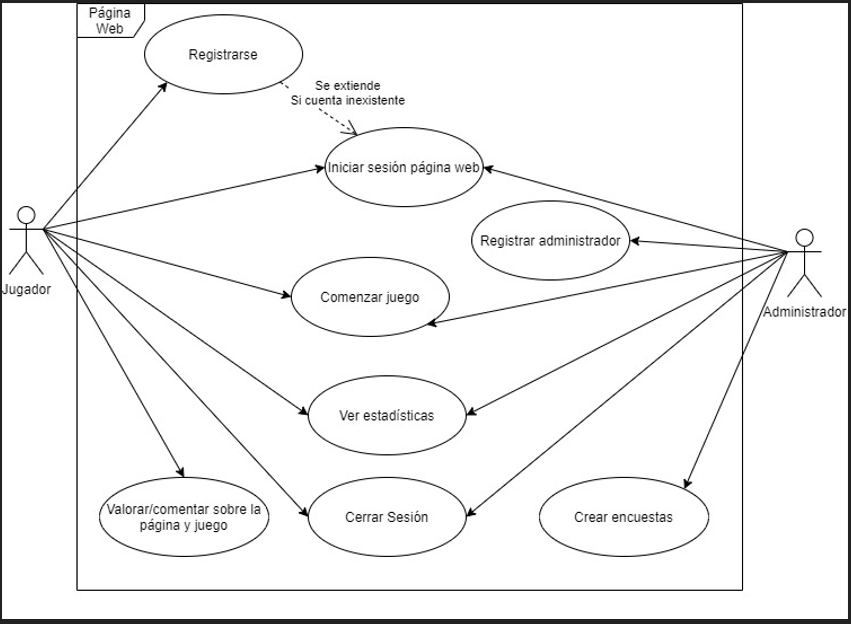 Página
Web
Registrarse
Se extiende
Si cuenta inexistente
Iniciar sesión página web
Registrar administrador
Jugador
Comenzar juego
Administrador
Ver estadísticas
Valorar/comentar sobre la
página y juego
Cerrar Sesión
Crear encuestas